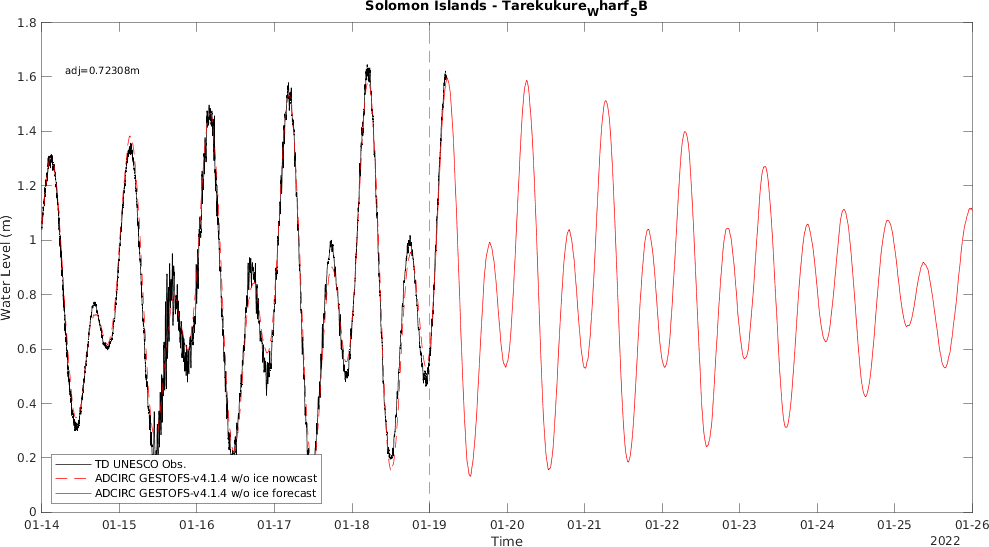 Solomon Islands - Tarekukure_Wharf_SB
1.8
1.6
1.4
1.2
1
0.8
0.6
0.4
0.2
0
Water Level (m)
adj=0.72308m
TD UNESCO Obs.
ADCIRC GESTOFS-v4.1.4 w/o ice nowcast
ADCIRC GESTOFS-v4.1.4 w/o ice forecast
01-14 01-15 01-16 01-17 01-18 01-19 01-20 01-21 01-22 01-23 01-24 01-25 01-26
Time
2022